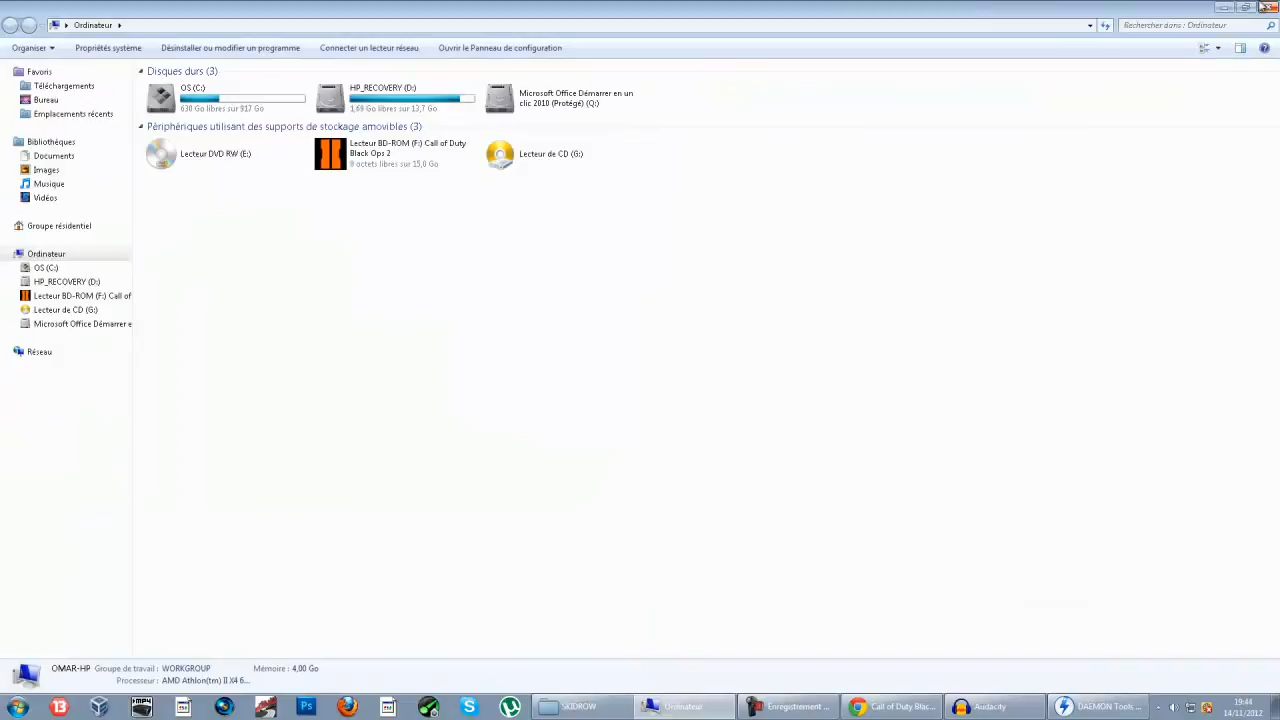 Ordinateur
Rechercher dans : Ordinateur
Organiser
Propriétés système
Désinstaller ou modifier un programme
Connecter un lecteur réseau
Ouvrir le Panneau de configuration
Favoris
Téléchargements
Bureau
Emplacements récents
Bibliothèques
Documents
Images
Musique
Vidéos
Groupe résidentiel
Ordinateur
OS (C:)
HP_RECOVERY (D:)
Lecteur BD-ROM (F:) Call of
Lecteur de CD (G:)
Microsoft Office Démarrer e
Réseau
Disques durs (3)
OS (C:)
630 Go libres sur 917 Go
HP_RECOVERY (D:)
1,69 Go libres sur 13,7 Go
Microsoft Office Démarrer en un
clic 2010 (Protégé) (Q:)
Périphériques utilisant des supports de stockage amovibles (3)
Lecteur DVD RW (E:)
Lecteur BD-ROM (F:) Call of Duty
Black Ops 2
0 octets libres sur 15,0 Go
Lecteur de CD (G:)
OMAR-HP
Groupe de travail : WORKGROUP
Mémoire : 4,00 Go
Processeur : AMD Athlon(tm) II X4 6...
SKIDROW
Ordinateur
Enregistrement ...
Call of Duty Blac...
Audacity
DAEMON Tools ...
19:44
14/11/2012